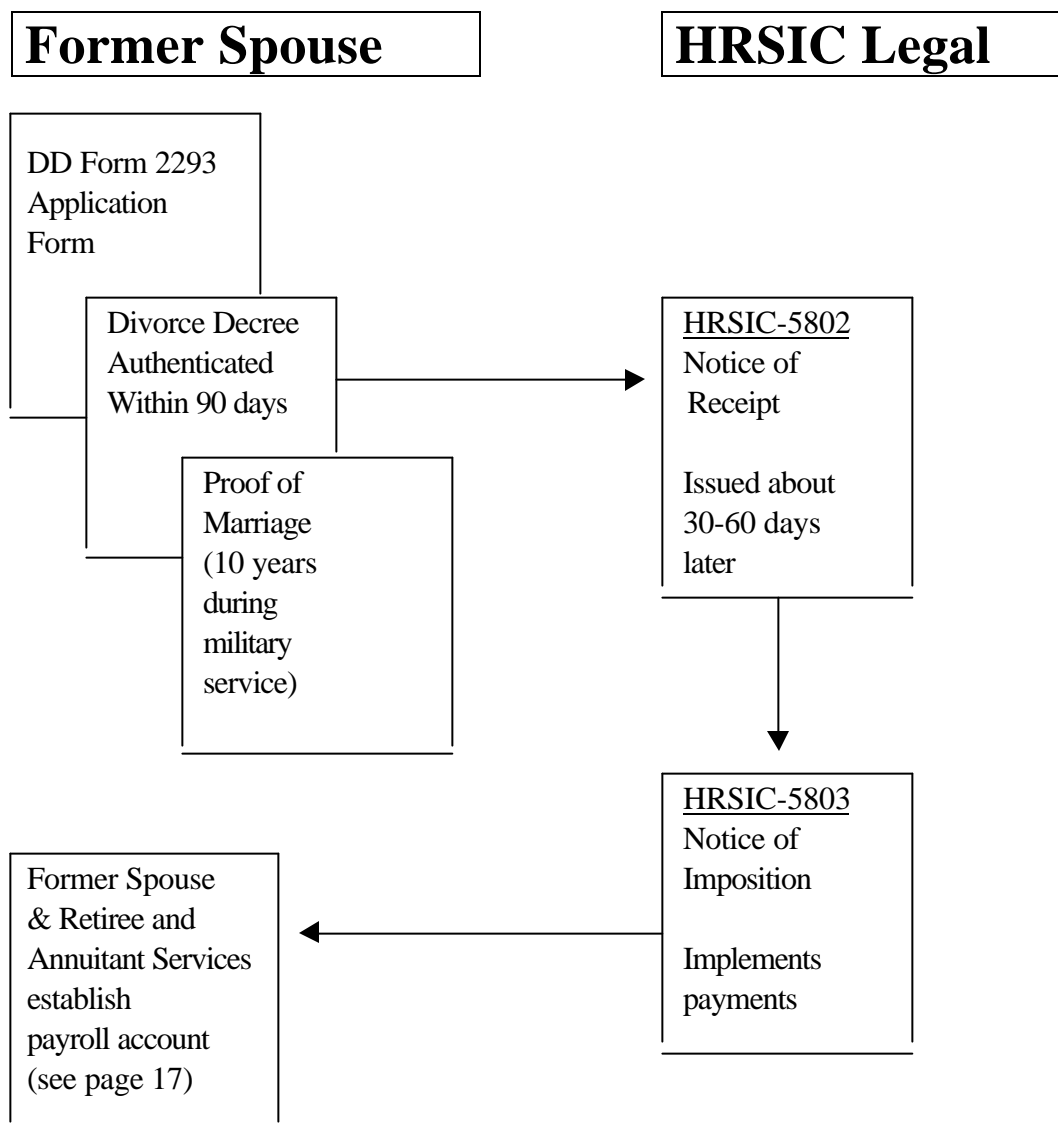 Former Spouse
HRSIC Legal
DD Form 2293
Application
Form
Divorce Decree
Authenticated
Within 90 days
Proof of
Marriage
(10 years
during
military
service)
HRSIC-5802
Notice of
Receipt
Issued about
30-60 days
later
HRSIC-5803
Notice of
Imposition
Implements
payments
Former Spouse
& Retiree and
Annuitant Services
establish
payroll account
(see page 17)